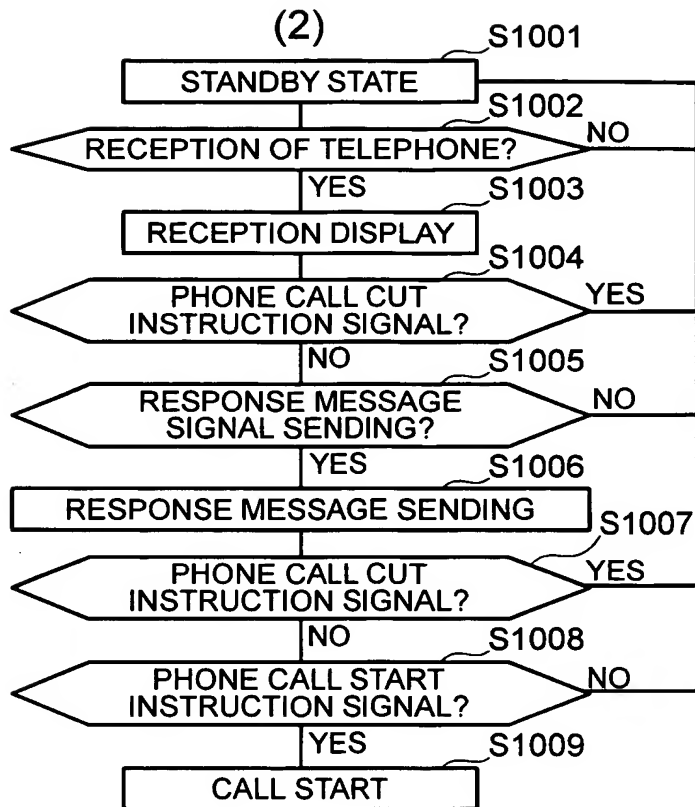 (2)
S1001
STANDBY STATE
S1002
RECEPTION OF TELEPHONE?
NO
YES
S1003
RECEPTION DISPLAY
S1004
PHONE CALL CUT
INSTRUCTION SIGNAL?
YES
NO
S1005
RESPONSE MESSAGE
SIGNAL SENDING?
NO
YES
S1006
RESPONSE MESSAGE SENDING
S1007
PHONE CALL CUT
INSTRUCTION SIGNAL?
YES
NO
S1008
PHONE CALL START
INSTRUCTION SIGNAL?
NO
YES
S1009
CALL START